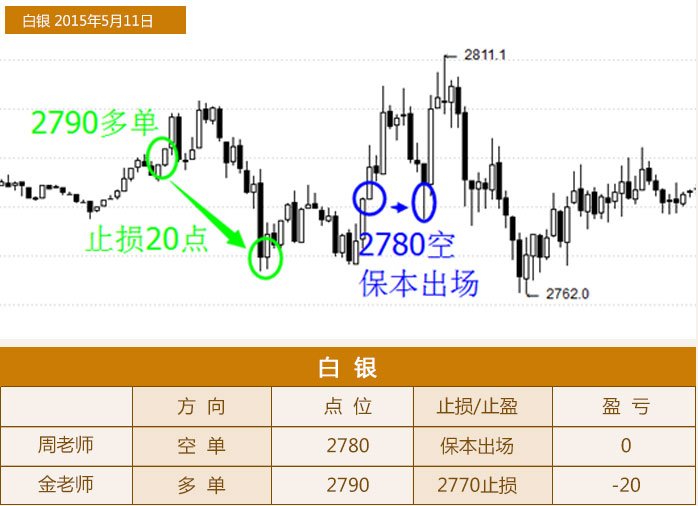 白银 2015年5月11日
2811.1
2790多单
止损20点
2780空
保本出场
2762.0
白 银
方 向 点 位 止损/止盈 盈 亏
周老师 空 单 2780 保本出场 0
金老师 多 单 2790 2770止损 -20